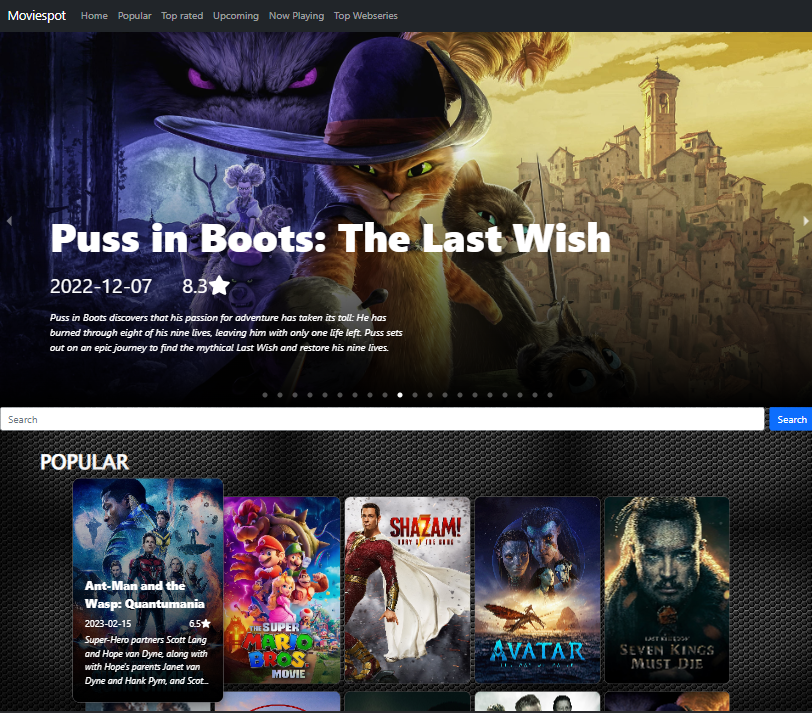 Moviespot Home Popular Top rated Upcoming Now Playing Top Webseries
Puss in Boots: The Last Wish
2022-12-07 8.3
Puss in Boots discovers that his passion for adventure has taken its toll: He has
burned through eight of his nine lives, leaving him with only one life left. Puss sets
out on an epic journey to find the mythical Last Wish and restore his nine lives.
Search Search
POPULAR
Ant-Man and the
Wasp: Quantumania
2023-02-15 6.5
Super-Hero partners Scott Lang
and Hope van Dyne, along with
with Hope's parents Janet van
Dyne and Hank Pym, and Scot...
THE SUPER
MARIO
BROS
MOVIE
SHAZAM!
FURY OF THE GODS
AVATAR
LAST KINGDOM
SEVEN KINGS
MUST DIE